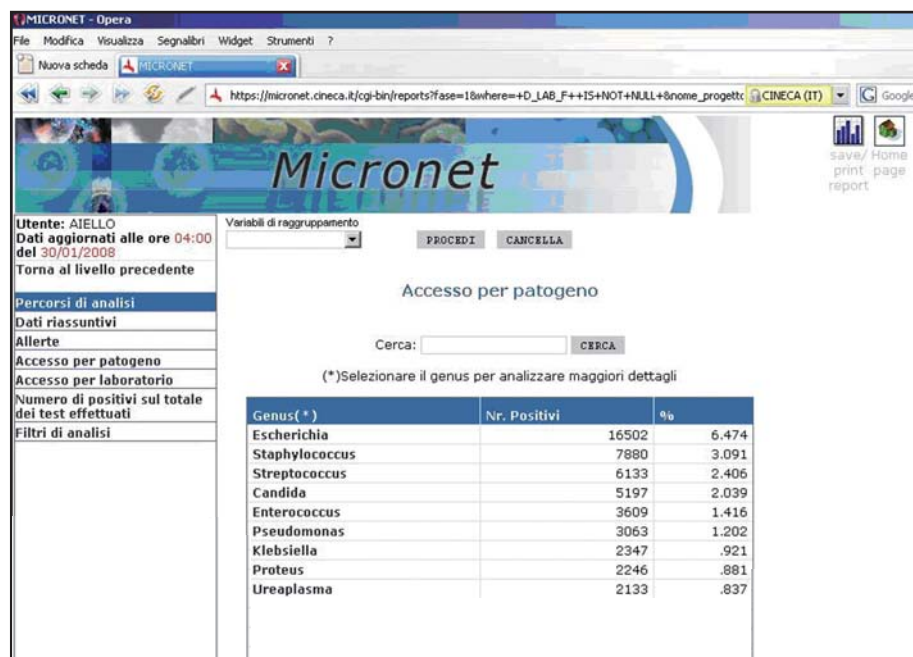 MICRONET - Opera
File Modifica Visualizza Segnalibri Widget Strumenti ?
Nuova scheda MICRONET
https://micronet.cineca.it/cgi-bin/reports?fase=1&where=+D_LAB_F++IS+NOT+NULL+&nome_progetto CINECA (IT) Google
Micronet
save/ Home
print page
report
Utente: AIELLO
Dati aggiornati alle ore 04:00
del 30/01/2008
Torna al livello precedente
Percorsi di analisi
Dati riassuntivi
Allerte
Accesso per patogeno
Accesso per laboratorio
Numero di positivi sul totale
dei test effettuati
Filtri di analisi
Variabili di raggruppamento
PROCEDI CANCELLA
Accesso per patogeno
Cerca: CERCA
(*)Selezionare il genus per analizzare maggiori dettagli
Genus(*) Nr. Positivi %
Escherichia 16502 6.474
Staphylococcus 7880 3.091
Streptococcus 6133 2.406
Candida 5197 2.039
Enterococcus 3609 1.416
Pseudomonas 3063 1.202
Klebsiella 2347 .921
Proteus 2246 .881
Ureaplasma 2133 .837